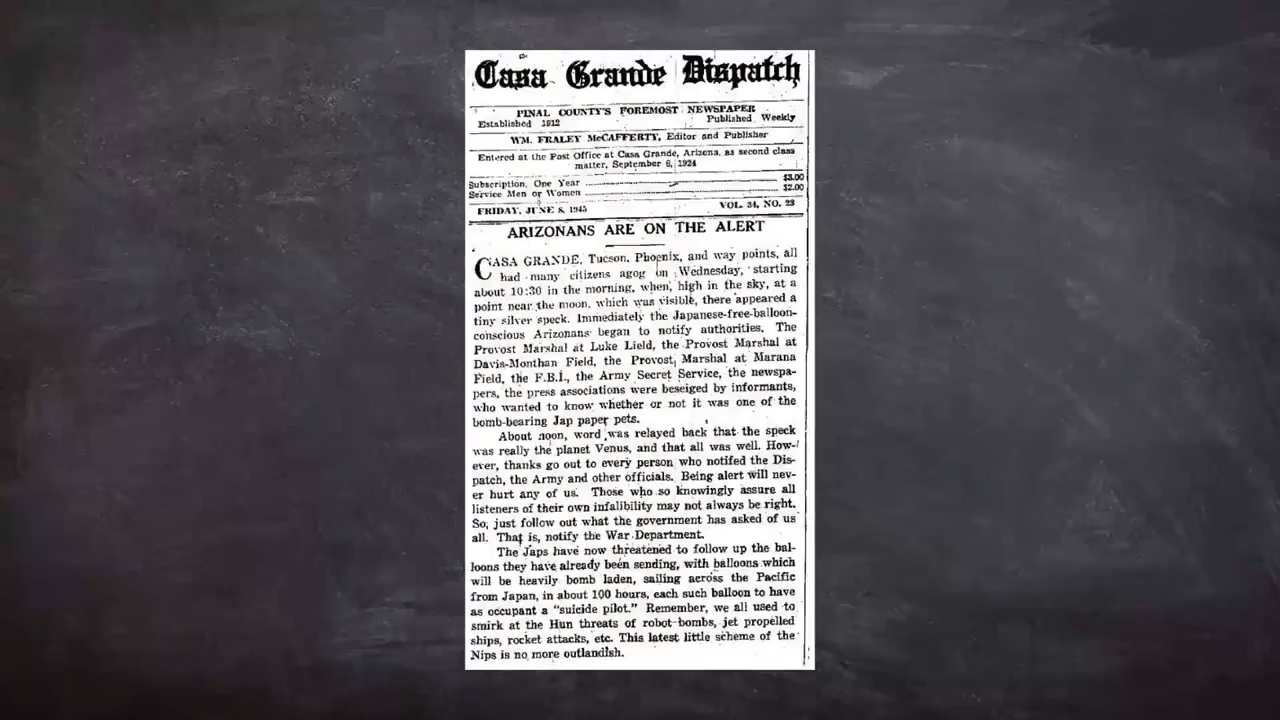 Casa Grande Dispatch
PINAL COUNTY'S FOREMOST NEWSPAPER
Established 1912 Published Weekly
WM. FRALEY McCAFFERTY, Editor and Publisher
Entered at the Post Office at Casa Grande, Arizona, as second class
matter, September 6, 1924
Subscription, One Year $3.00
Service Men or Women $2.00
FRIDAY, JUNE 8, 1945 VOL. 34, NO. 23
ARIZONANS ARE ON THE ALERT
CASA GRANDE, Tucson, Phoenix, and way points, all
had many citizens agog on Wednesday, starting
about 10:30 in the morning, when, high in the sky, at a
point near the moon, which was visible, there appeared a
tiny silver speck. Immediately the Japanese-free-balloon-
conscious Arizonans began to notify authorities. The
Provost Marshal at Luke Lield, the Provost Marshal at
Davis-Monthan Field, the Provost Marshal at Marana
Field, the F.B.I., the Army Secret Service, the newspa-
pers, the press associations were beseiged by informants,
who wanted to know whether or not it was one of the
bomb-bearing Jap paper pets.
About noon, word was relayed back that the speck
was really the planet Venus, and that all was well. How-
ever, thanks go out to every person who notifed the Dis-
patch, the Army and other officials. Being alert will nev-
er hurt any of us. Those who so knowingly assure all
listeners of their own infalibility may not always be right.
So, just follow out what the government has asked of us
all. That is, notify the War Department.
The Japs have now threatened to follow up the bal-
loons they have already been sending, with balloons which
will be heavily bomb laden, sailing across the Pacific
from Japan, in about 100 hours, each such balloon to have
as occupant a "suicide pilot." Remember, we all used to
smirk at the Hun threats of robot-bombs, jet propelled
ships, rocket attacks, etc. This latest little scheme of the
Nips is no more outlandish.